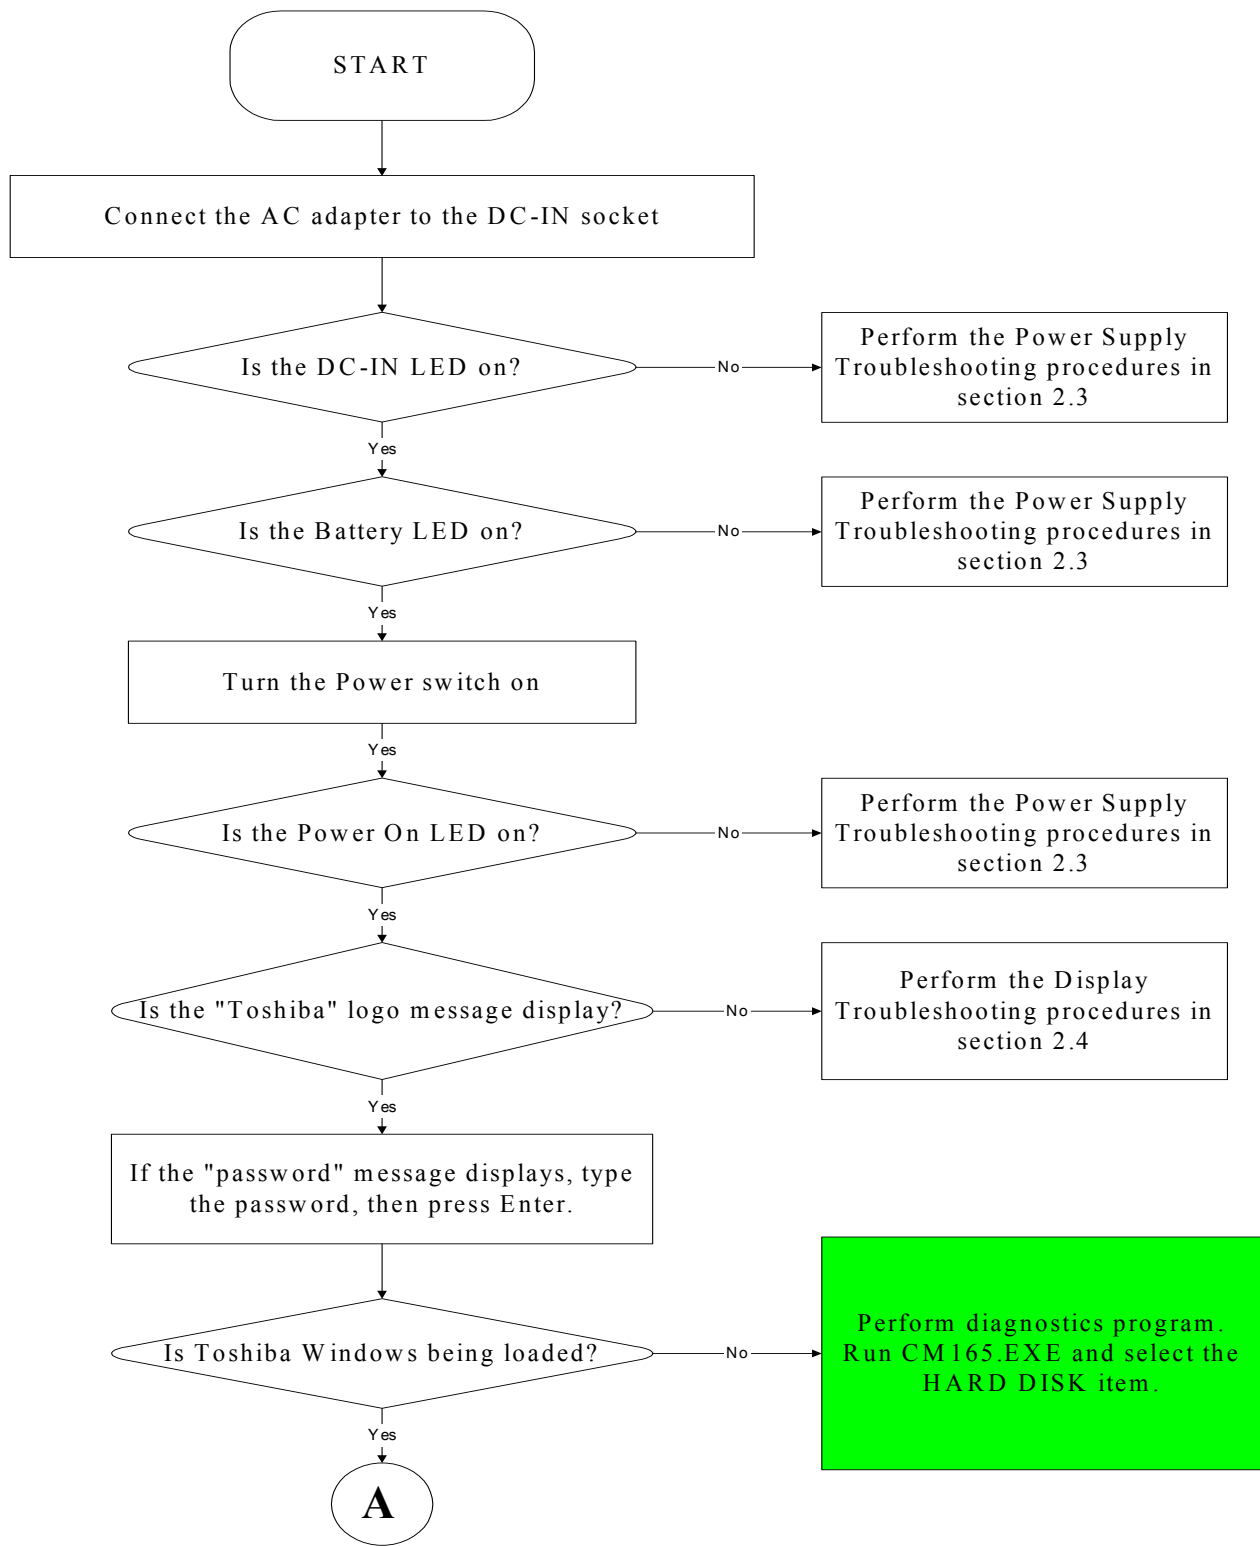 START
Connect the AC adapter to the DC-IN socket
Is the DC-IN LED on?
No
Perform the Power Supply
Troubleshooting procedures in
section 2.3
Yes
Is the Battery LED on?
No
Perform the Power Supply
Troubleshooting procedures in
section 2.3
Yes
Turn the Power switch on
Yes
Is the Power On LED on?
No
Perform the Power Supply
Troubleshooting procedures in
section 2.3
Yes
Is the "Toshiba" logo message display?
No
Perform the Display
Troubleshooting procedures in
section 2.4
Yes
If the "password" message displays, type
the password, then press Enter.
Is Toshiba Windows being loaded?
No
Perform diagnostics program.
Run CM165.EXE and select the
HARD DISK item.
Yes
A